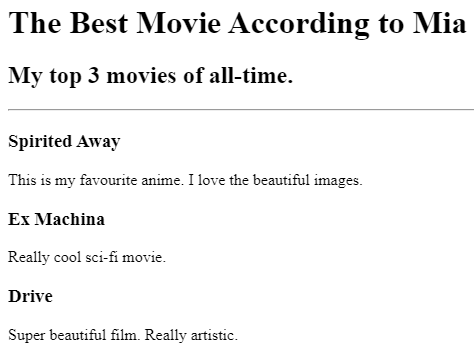 The Best Movie According to Mia
My top 3 movies of all-time.
Spirited Away
This is my favourite anime. I love the beautiful images.
Ex Machina
Really cool sci-fi movie.
Drive
Super beautiful film. Really artistic.